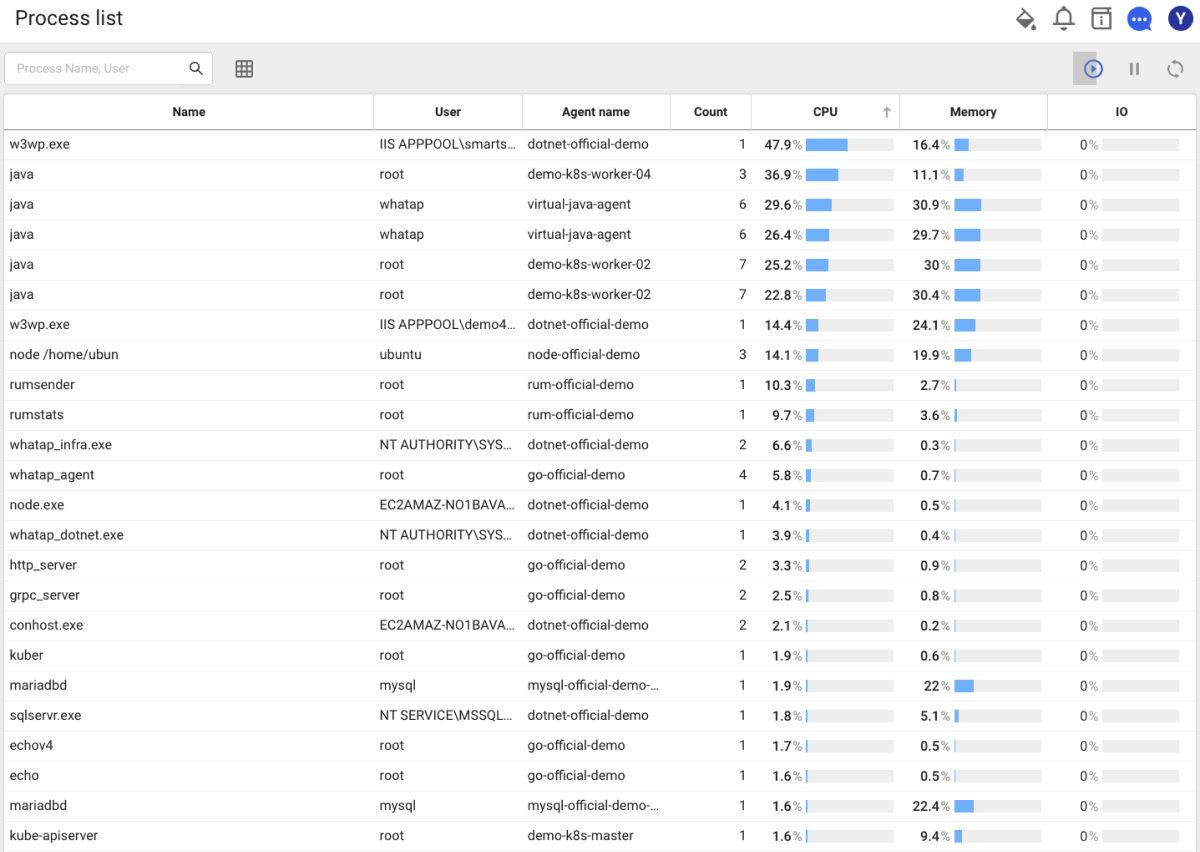 Process list
Y
Process Name, User
Name User Agent name Count CPU Memory IO
w3wp.exe IIS APPPOOL\smarts... dotnet-official-demo 1 47.9% 16.4% 0%
java root demo-k8s-worker-04 3 36.9% 11.1% 0%
java whatap virtual-java-agent 6 29.6% 30.9% 0%
java whatap virtual-java-agent 6 26.4% 29.7% 0%
java root demo-k8s-worker-02 7 25.2% 30% 0%
java root demo-k8s-worker-02 7 22.8% 30.4% 0%
w3wp.exe IIS APPPOOL\demo4... dotnet-official-demo 1 14.4% 24.1% 0%
node /home/ubun ubuntu node-official-demo 3 14.1% 19.9% 0%
rumsender root rum-official-demo 1 10.3% 2.7% 0%
rumstats root rum-official-demo 1 9.7% 3.6% 0%
whatap_infra.exe NT AUTHORITY\SYS... dotnet-official-demo 2 6.6% 0.3% 0%
whatap_agent root go-official-demo 4 5.8% 0.7% 0%
node.exe EC2AMAZ-NO1BAVA... dotnet-official-demo 1 4.1% 0.5% 0%
whatap_dotnet.exe NT AUTHORITY\SYS... dotnet-official-demo 1 3.9% 0.4% 0%
http_server root go-official-demo 2 3.3% 0.9% 0%
grpc_server root go-official-demo 2 2.5% 0.8% 0%
conhost.exe EC2AMAZ-NO1BAVA... dotnet-official-demo 2 2.1% 0.2% 0%
kuber root go-official-demo 1 1.9% 0.6% 0%
mariadbd mysql mysql-official-demo-... 1 1.9% 22% 0%
sqlservr.exe NT SERVICE\MSSQL... dotnet-official-demo 1 1.8% 5.1% 0%
echov4 root go-official-demo 1 1.7% 0.5% 0%
echo root go-official-demo 1 1.6% 0.5% 0%
mariadbd mysql mysql-official-demo-... 1 1.6% 22.4% 0%
kube-apiserver root demo-k8s-master 1 1.6% 9.4% 0%